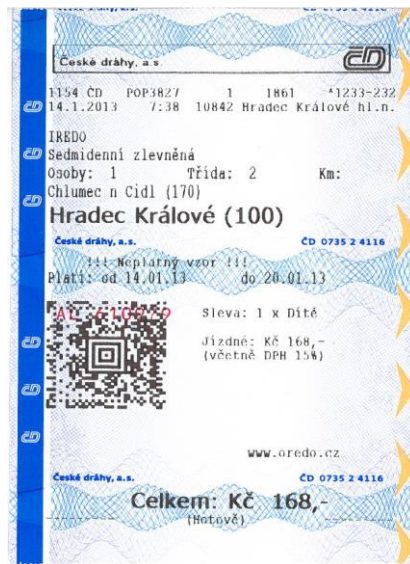 České dráhy, a.s.
ČD
1154 ČD POP3827 1 1861 *1233-232
14.1.2013 7:38 10842 Hradec Králové hl.n.
IREDO
Sedmidenní zlevněná
Osoby: 1 Třída: 2 Km:
Chlumec n Cidl (170)
Hradec Králové (100)
České dráhy, a.s. ČD 0735 2 4116
!!! Neplatný vzor !!!
Platí: od 14.01.13 do 20.01.13
Sleva: 1 x Dítě
Jízdné: Kč 168,-
(včetně DPH 15%)
www.oredo.cz
České dráhy, a.s. ČD 0735 2 4116
Celkem: Kč 168,-
(Hotově)